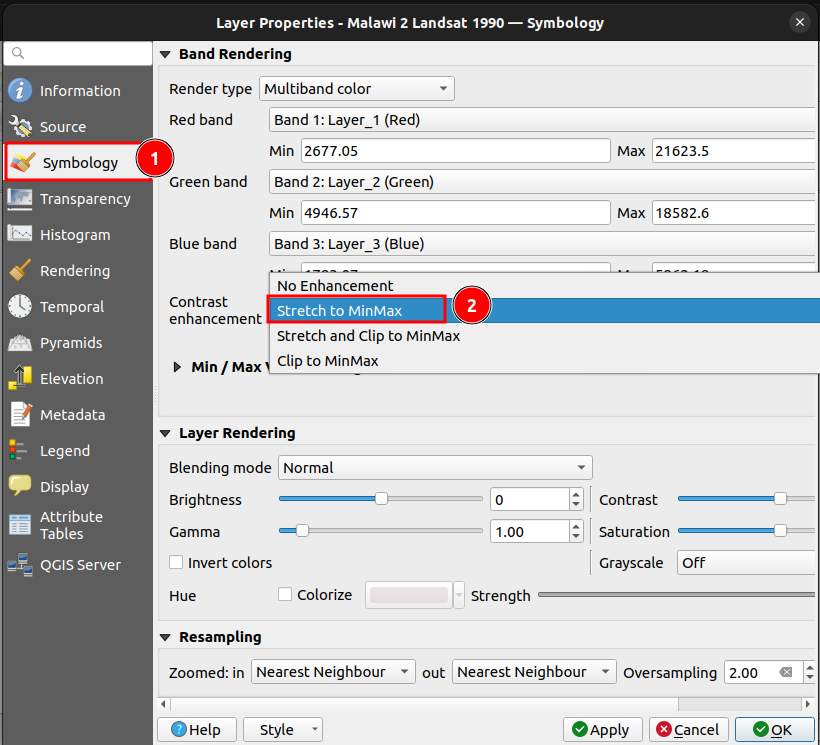 Layer Properties - Malawi 2 Landsat 1990 — Symbology
Information
Source
Symbology
1
Transparency
Histogram
Rendering
Temporal
Pyramids
Elevation
Metadata
Legend
Display
Attribute
Tables
QGIS Server
Band Rendering
Render type Multiband color
Red band Band 1: Layer_1 (Red)
Min 2677.05 Max 21623.5
Green band Band 2: Layer_2 (Green)
Min 4946.57 Max 18582.6
Blue band Band 3: Layer_3 (Blue)
Contrast
enhancement
No Enhancement
Stretch to MinMax
2
Stretch and Clip to MinMax
Clip to MinMax
Min / Max
Layer Rendering
Blending mode Normal
Brightness 0 Contrast
Gamma 1.00 Saturation
Invert colors Grayscale Off
Hue Colorize Strength
Resampling
Zoomed: in Nearest Neighbour out Nearest Neighbour Oversampling 2.00
Help Style Apply Cancel OK